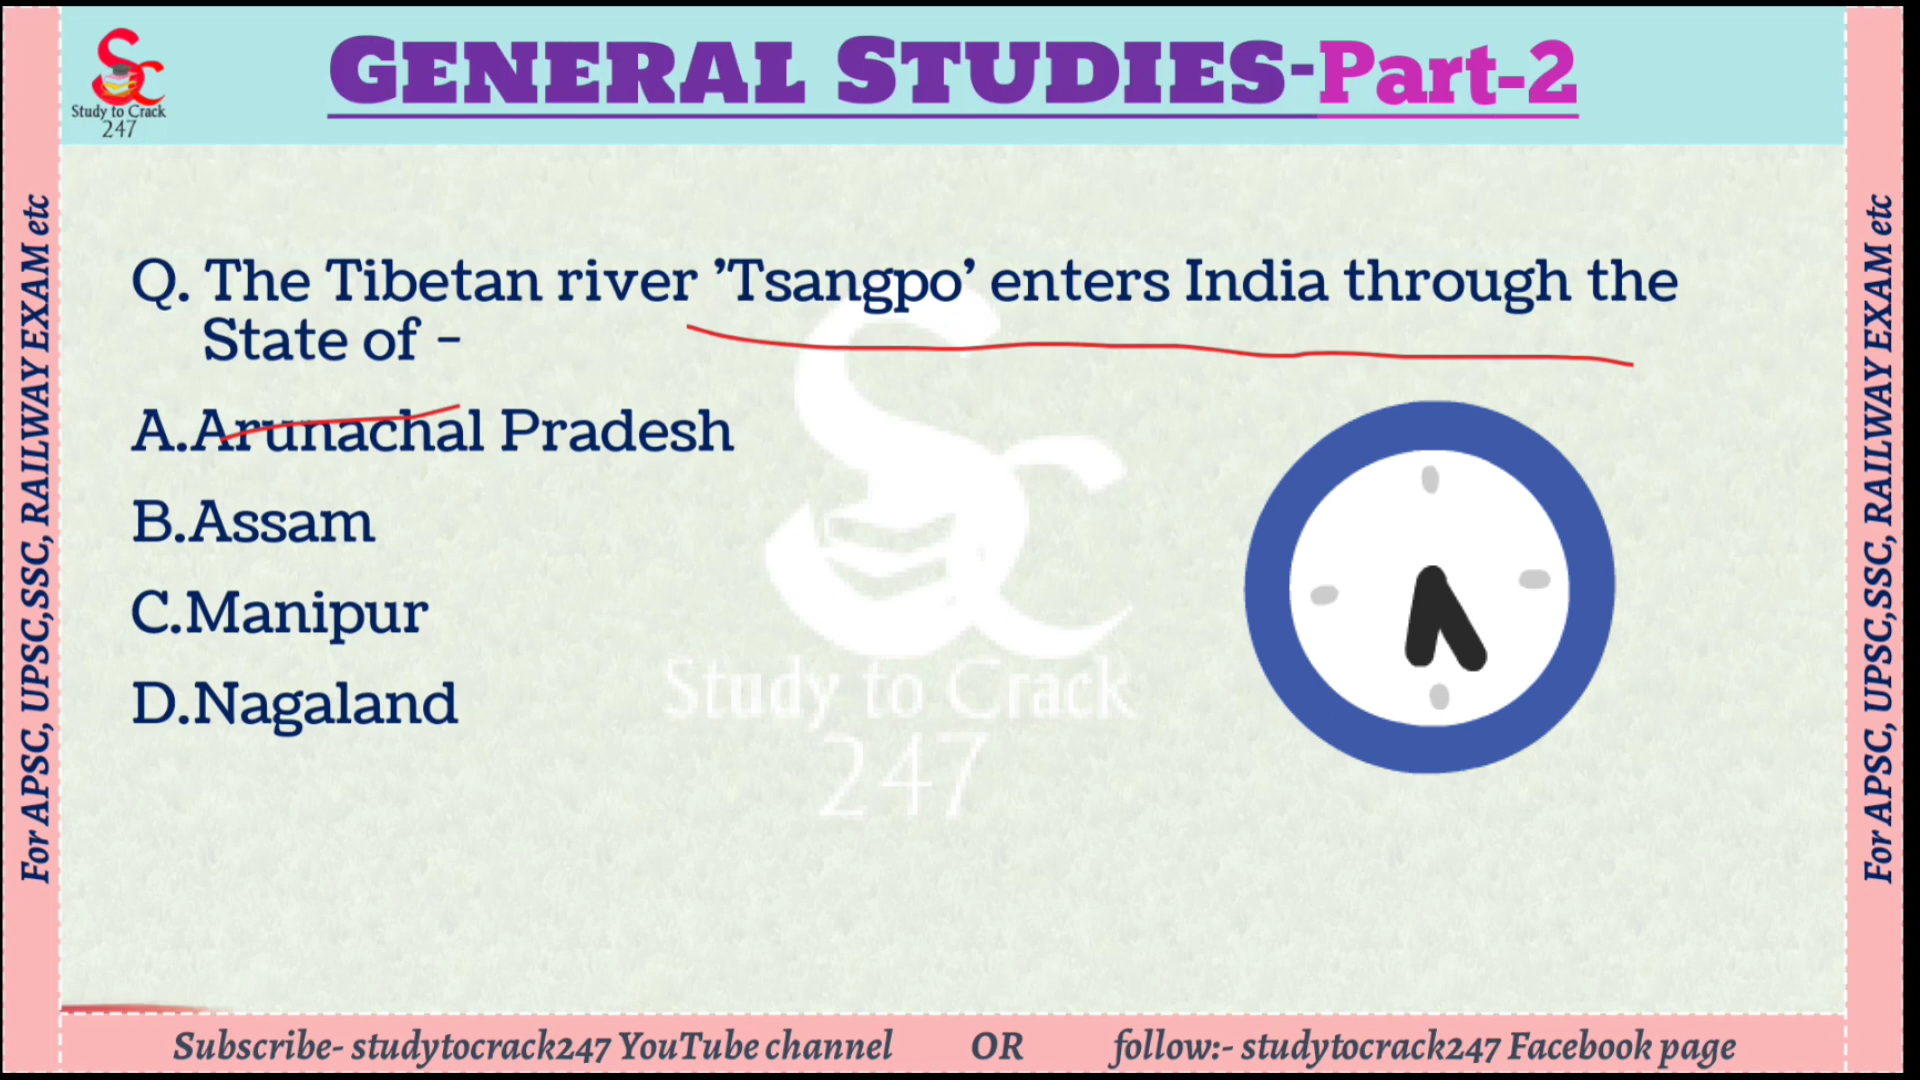 Study to Crack
247
GENERAL STUDIES-Part-2
For APSC, UPSC,SSC, RAILWAY EXAM etc
Q. The Tibetan river ’Tsangpo’ enters India through the
State of -
A.Arunachal Pradesh
B.Assam
C.Manipur
D.Nagaland
Study to Crack
247
For APSC, UPSC,SSC, RAILWAY EXAM etc
Subscribe- studytocrack247 YouTube channel OR follow:- studytocrack247 Facebook page